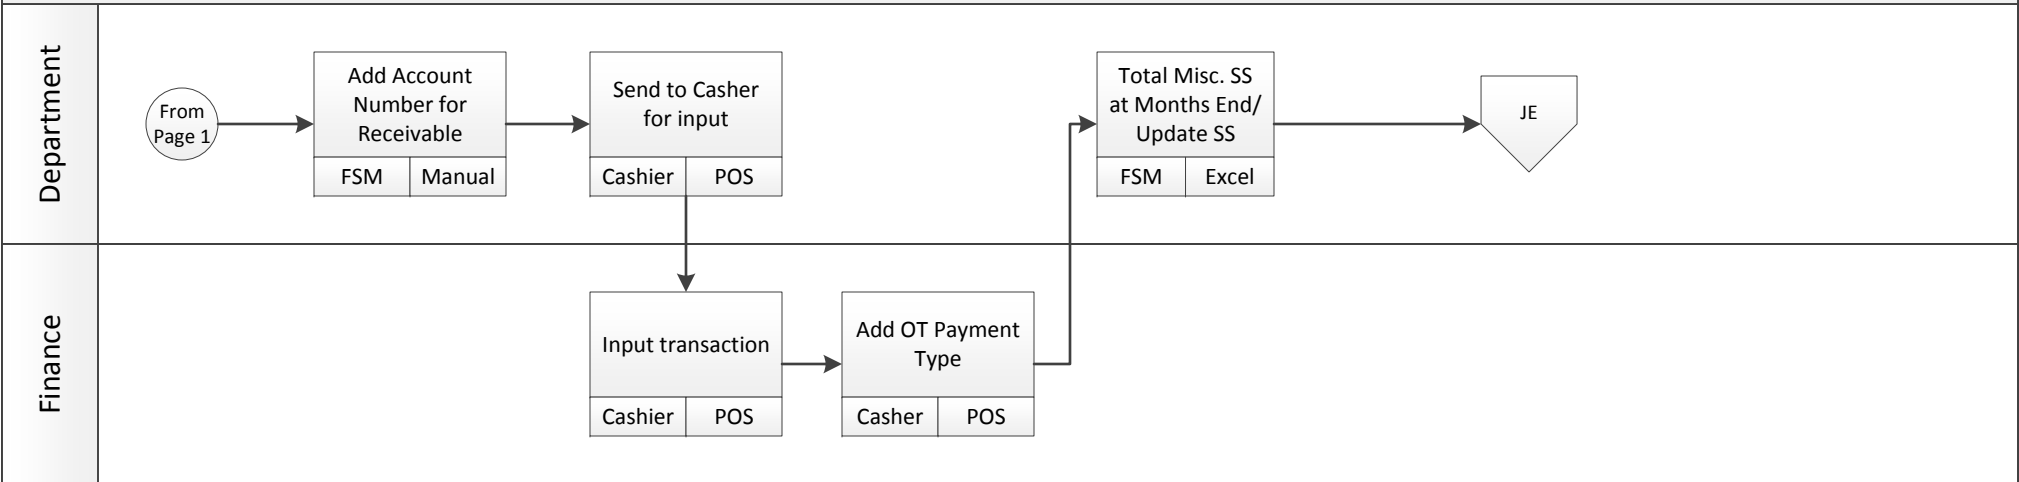 Department
From
Page 1
Add Account
Number for
Receivable
FSM
Manual
Send to Casher
for input
Cashier
POS
Total Misc. SS
at Months End/
Update SS
FSM
Excel
JE
Finance
Input transaction
Cashier
POS
Add OT Payment
Type
Casher
POS